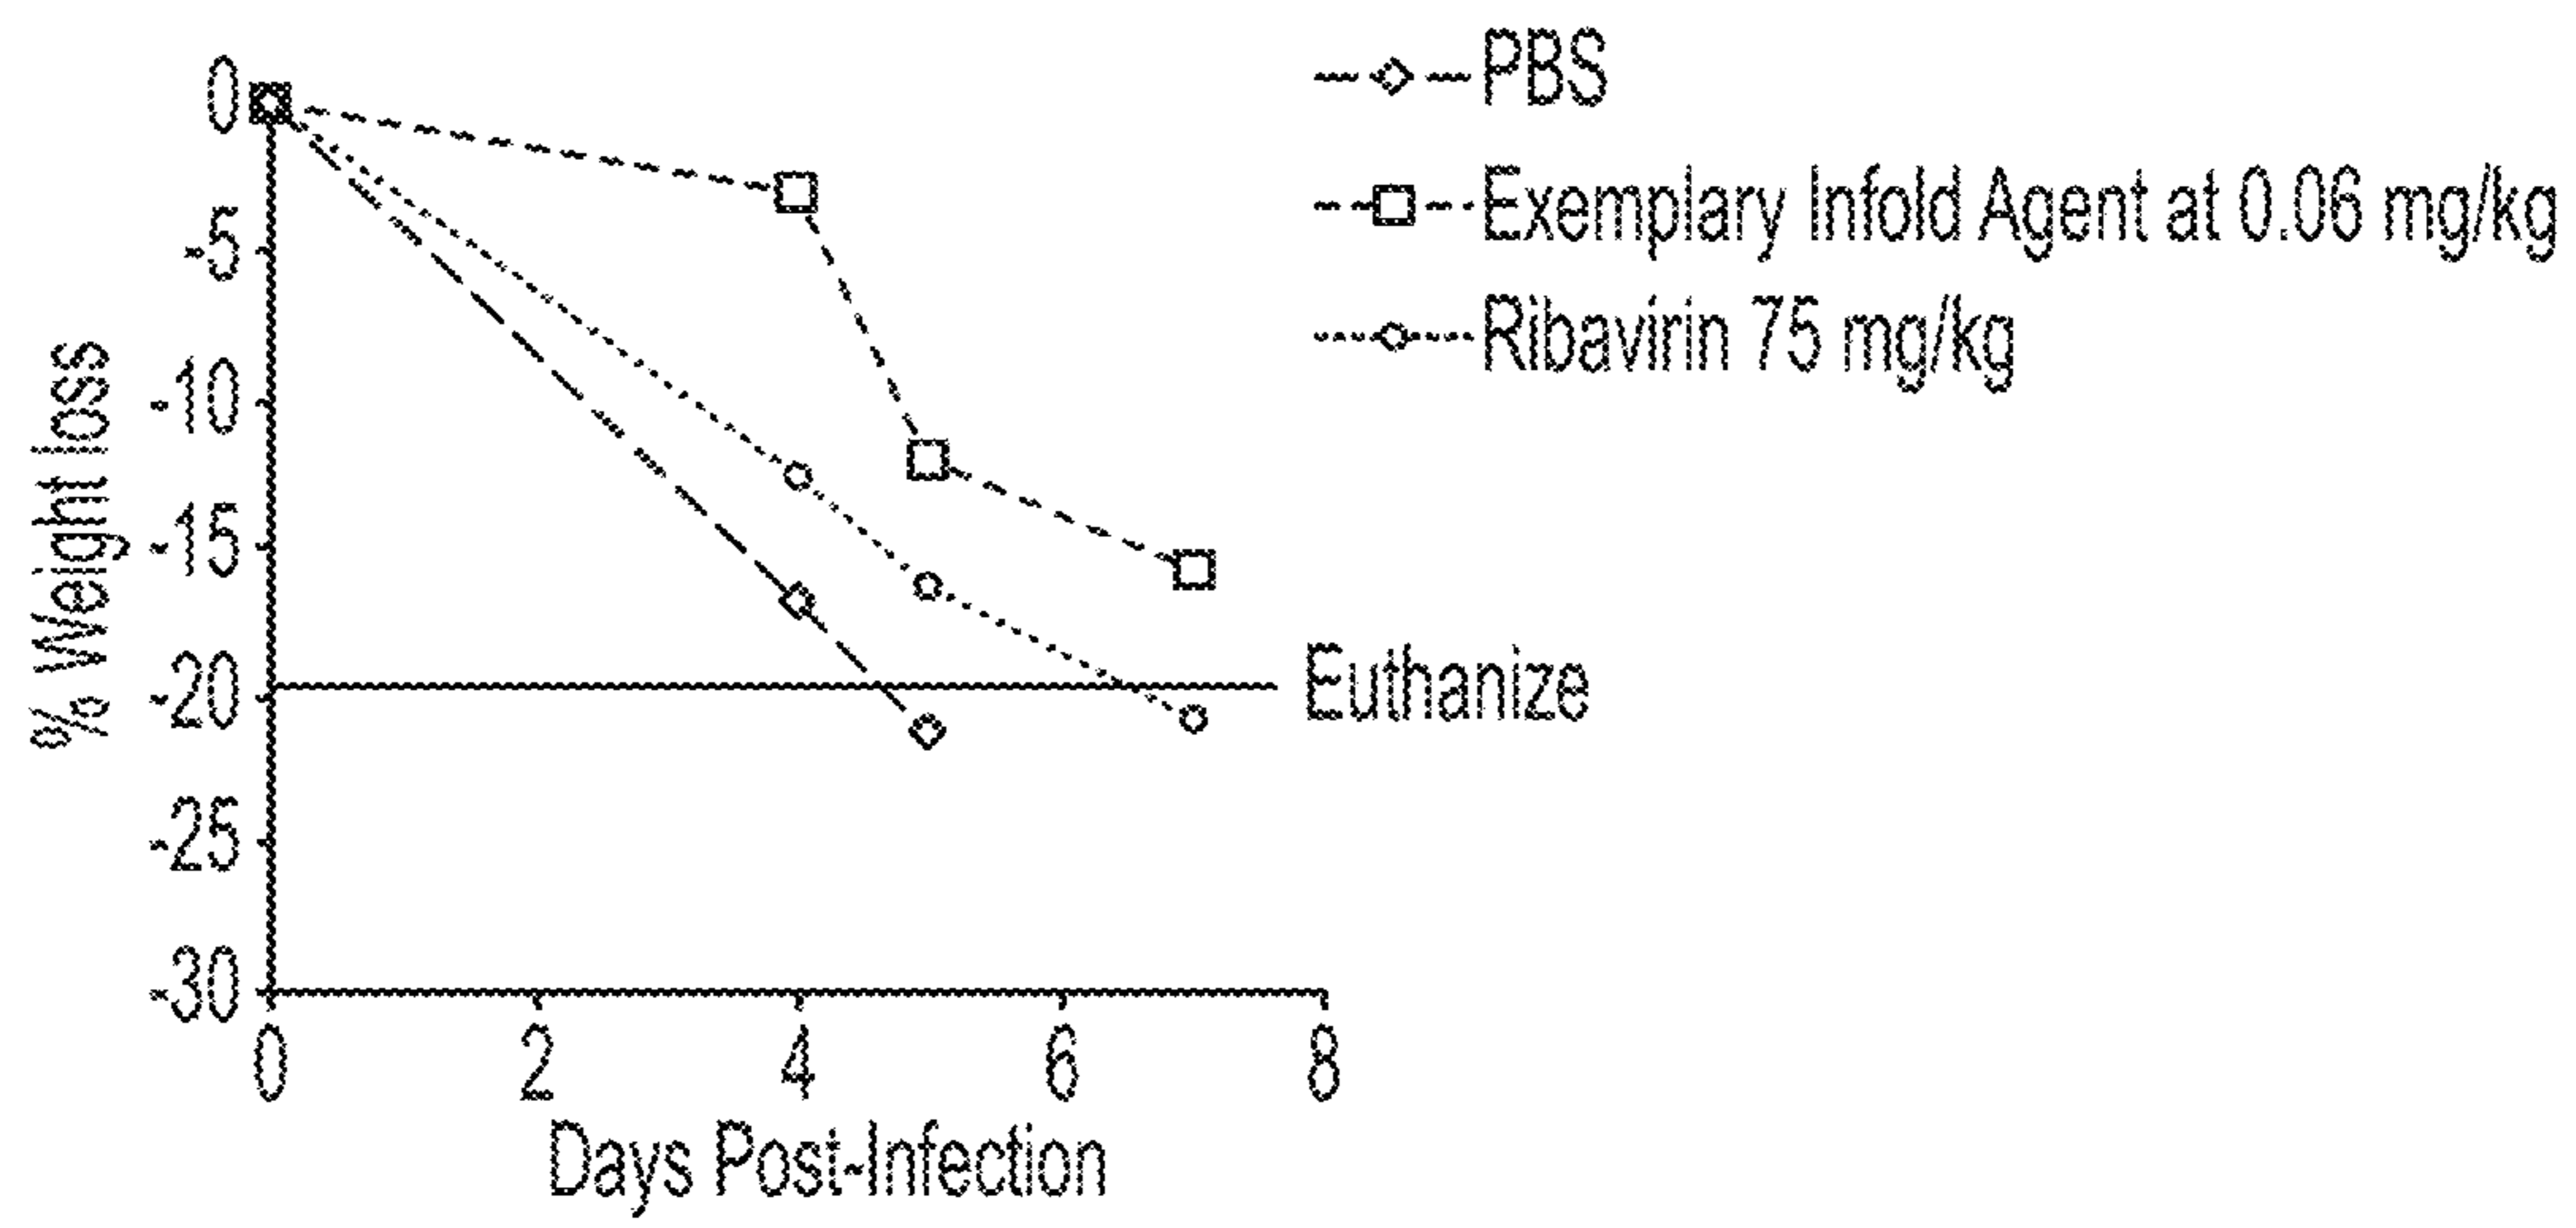 PBS
Exemplary Infold Agent at 0.06 mg/kg
Ribavirin 75 mg/kg
% Weight loss
0
-5
-10
-15
-20
-25
-30
Euthanize
0 2 4 6 8
Days Post-Infection